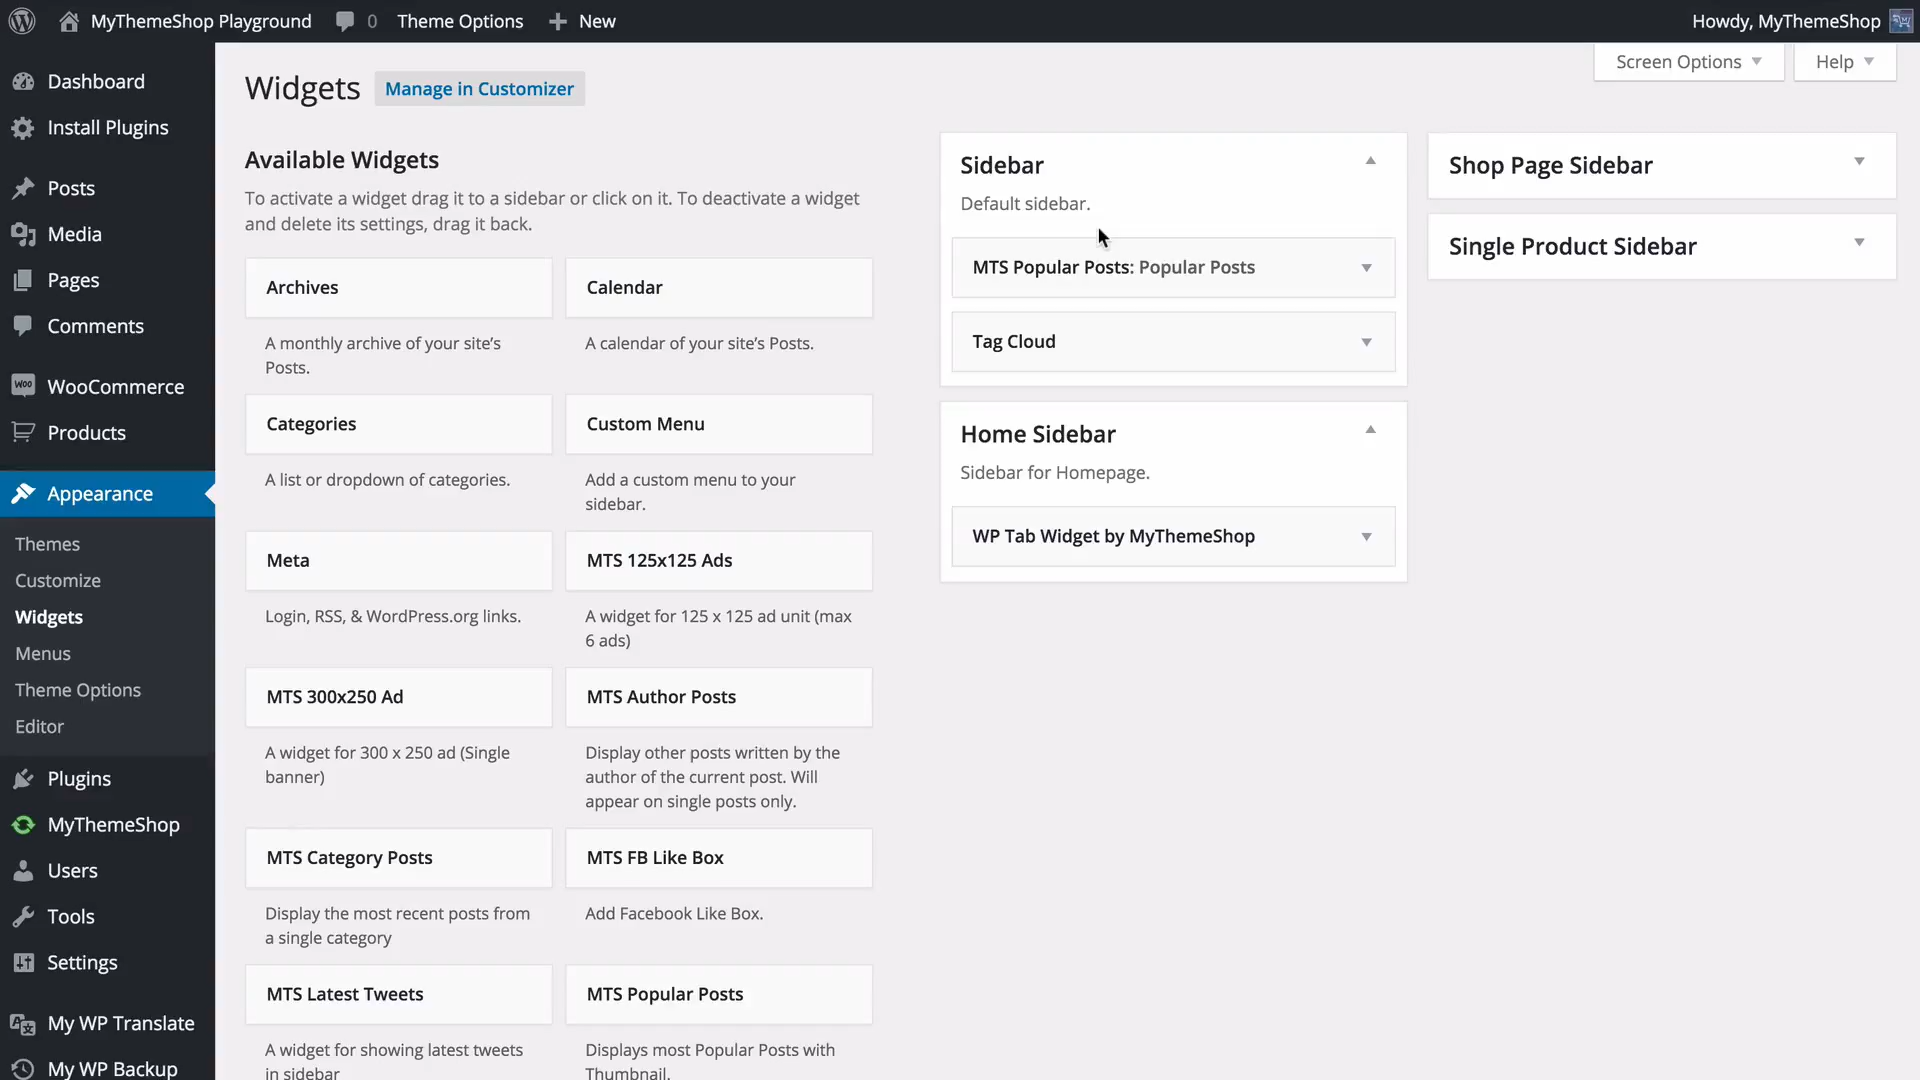 MyThemeShop Playground 0 Theme Options New Howdy, MyThemeShop
Dashboard
Install Plugins
Posts
Media
Pages
Comments
WOO WooCommerce
Products
Appearance
Themes
Customize
Widgets
Menus
Theme Options
Editor
Plugins
MyThemeShop
Users
Tools
Settings
My WP Translate
My WP Backup
Screen Options Help
Widgets Manage in Customizer
Available Widgets
To activate a widget drag it to a sidebar or click on it. To deactivate a widget
and delete its settings, drag it back.
Archives
A monthly archive of your site’s
Posts.
Calendar
A calendar of your site’s Posts.
Categories
A list or dropdown of categories.
Custom Menu
Add a custom menu to your
sidebar.
Meta
Login, RSS, & WordPress.org links.
MTS 125x125 Ads
A widget for 125 x 125 ad unit (max
6 ads)
MTS 300x250 Ad
A widget for 300 x 250 ad (Single
banner)
MTS Author Posts
Display other posts written by the
author of the current post. Will
appear on single posts only.
MTS Category Posts
Display the most recent posts from
a single category
MTS FB Like Box
Add Facebook Like Box.
MTS Latest Tweets
A widget for showing latest tweets
in sidebar
MTS Popular Posts
Displays most Popular Posts with
Thumbnail.
Sidebar
Default sidebar.
MTS Popular Posts: Popular Posts
Tag Cloud
Home Sidebar
Sidebar for Homepage.
WP Tab Widget by MyThemeShop
Shop Page Sidebar
Single Product Sidebar